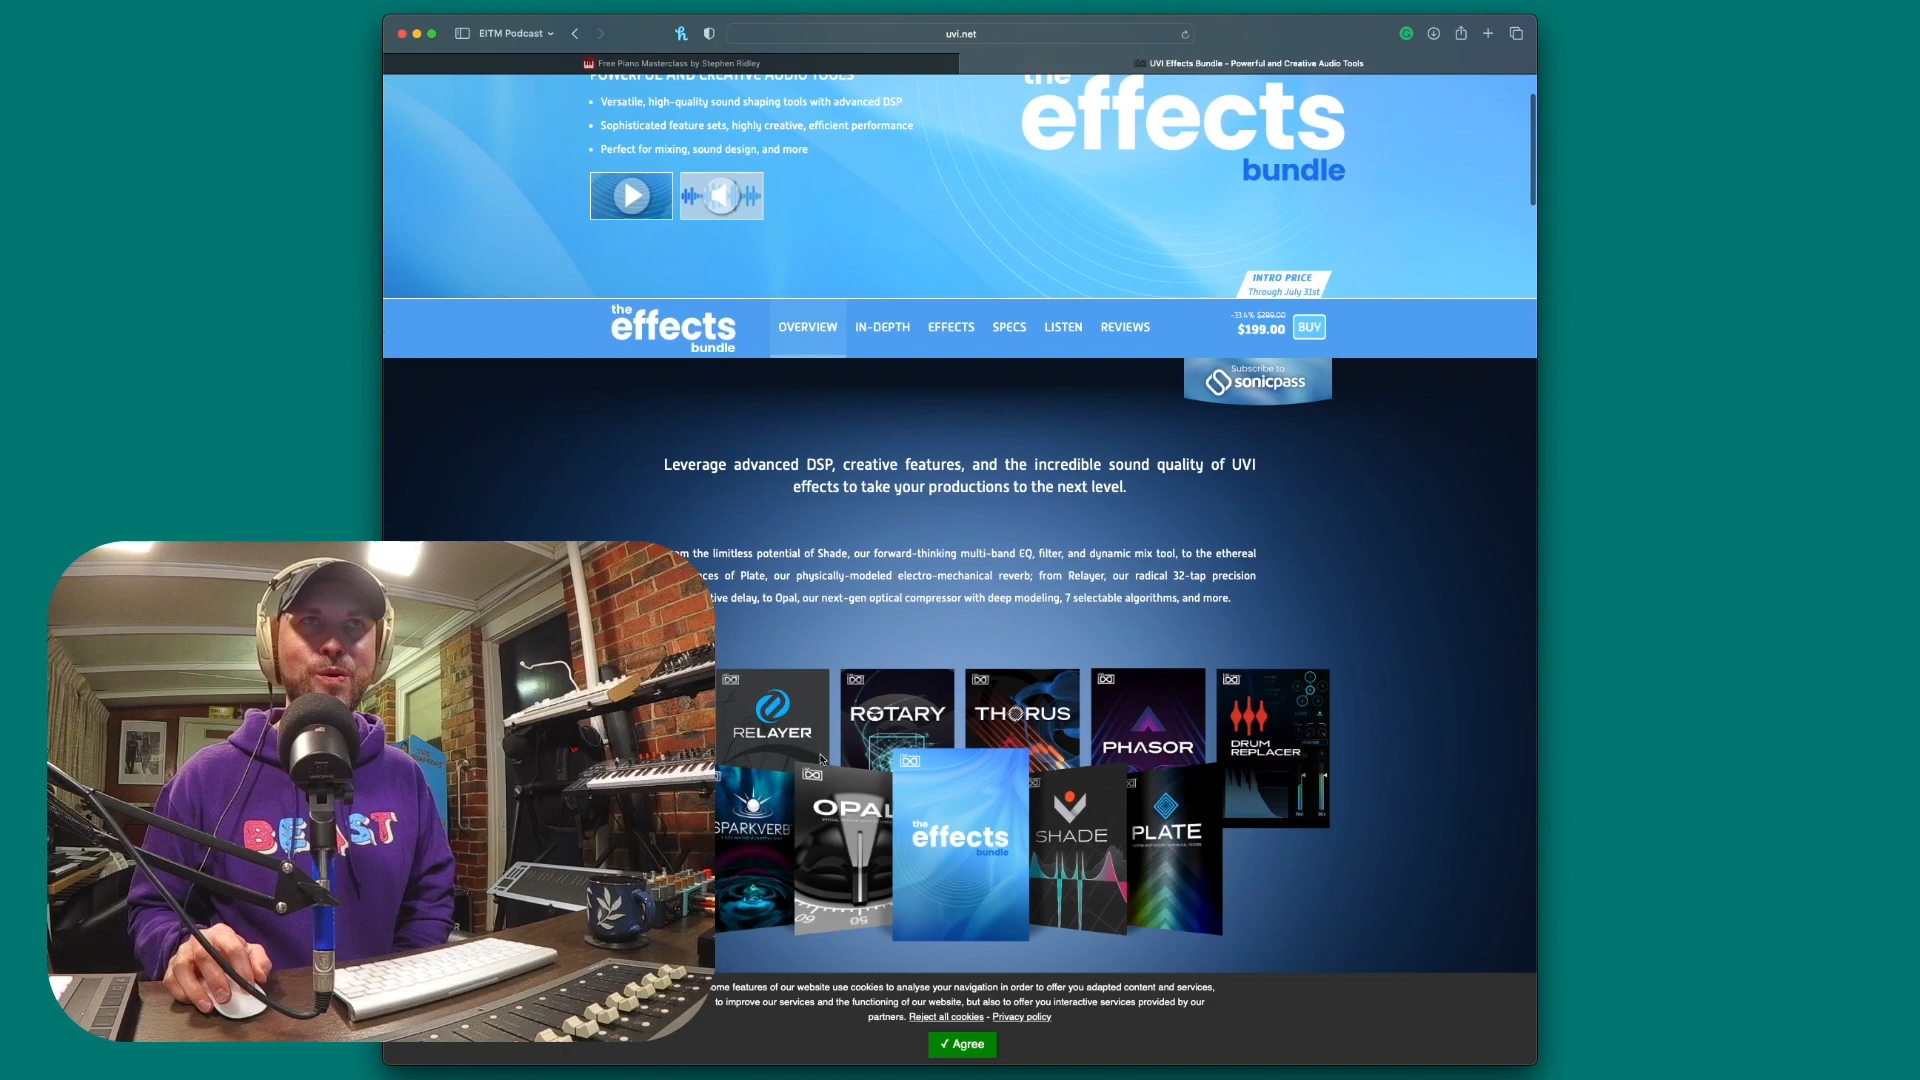 EITM Podcast
uvi.net
Free Piano Masterclass by Stephen Ridley
UVI Effects Bundle - Powerful and Creative Audio Tools
POWERFUL AND CREATIVE AUDIO TOOLS
• Versatile, high-quality sound shaping tools with advanced DSP
• Sophisticated feature sets, highly creative, efficient performance
• Perfect for mixing, sound design, and more
the
effects
bundle
INTRO PRICE
Through July 31st
the
effects
bundle
OVERVIEW
IN-DEPTH
EFFECTS
SPECS
LISTEN
REVIEWS
-33.4% $299.00
$199.00
BUY
Subscribe to
sonicpass
Leverage advanced DSP, creative features, and the incredible sound quality of UVI
effects to take your productions to the next level.
the limitless potential of Shade, our forward-thinking multi-band EQ, filter, and dynamic mix tool, to the ethereal
of Plate, our physically-modeled electro-mechanical reverb; from Relayer, our radical 32-tap precision
delay, to Opal, our next-gen optical compressor with deep modeling, 7 selectable algorithms, and more.
RELAYER
ROTARY
THORUS
PHASOR
DRUM
REPLACER
SPARKVERB
OPAL
the
effects
bundle
SHADE
PLATE
BEAST
some features of our website use cookies to analyse your navigation in order to offer you adapted content and services,
to improve our services and the functioning of our website, but also to offer you interactive services provided by our
partners. Reject all cookies - Privacy policy
✓ Agree